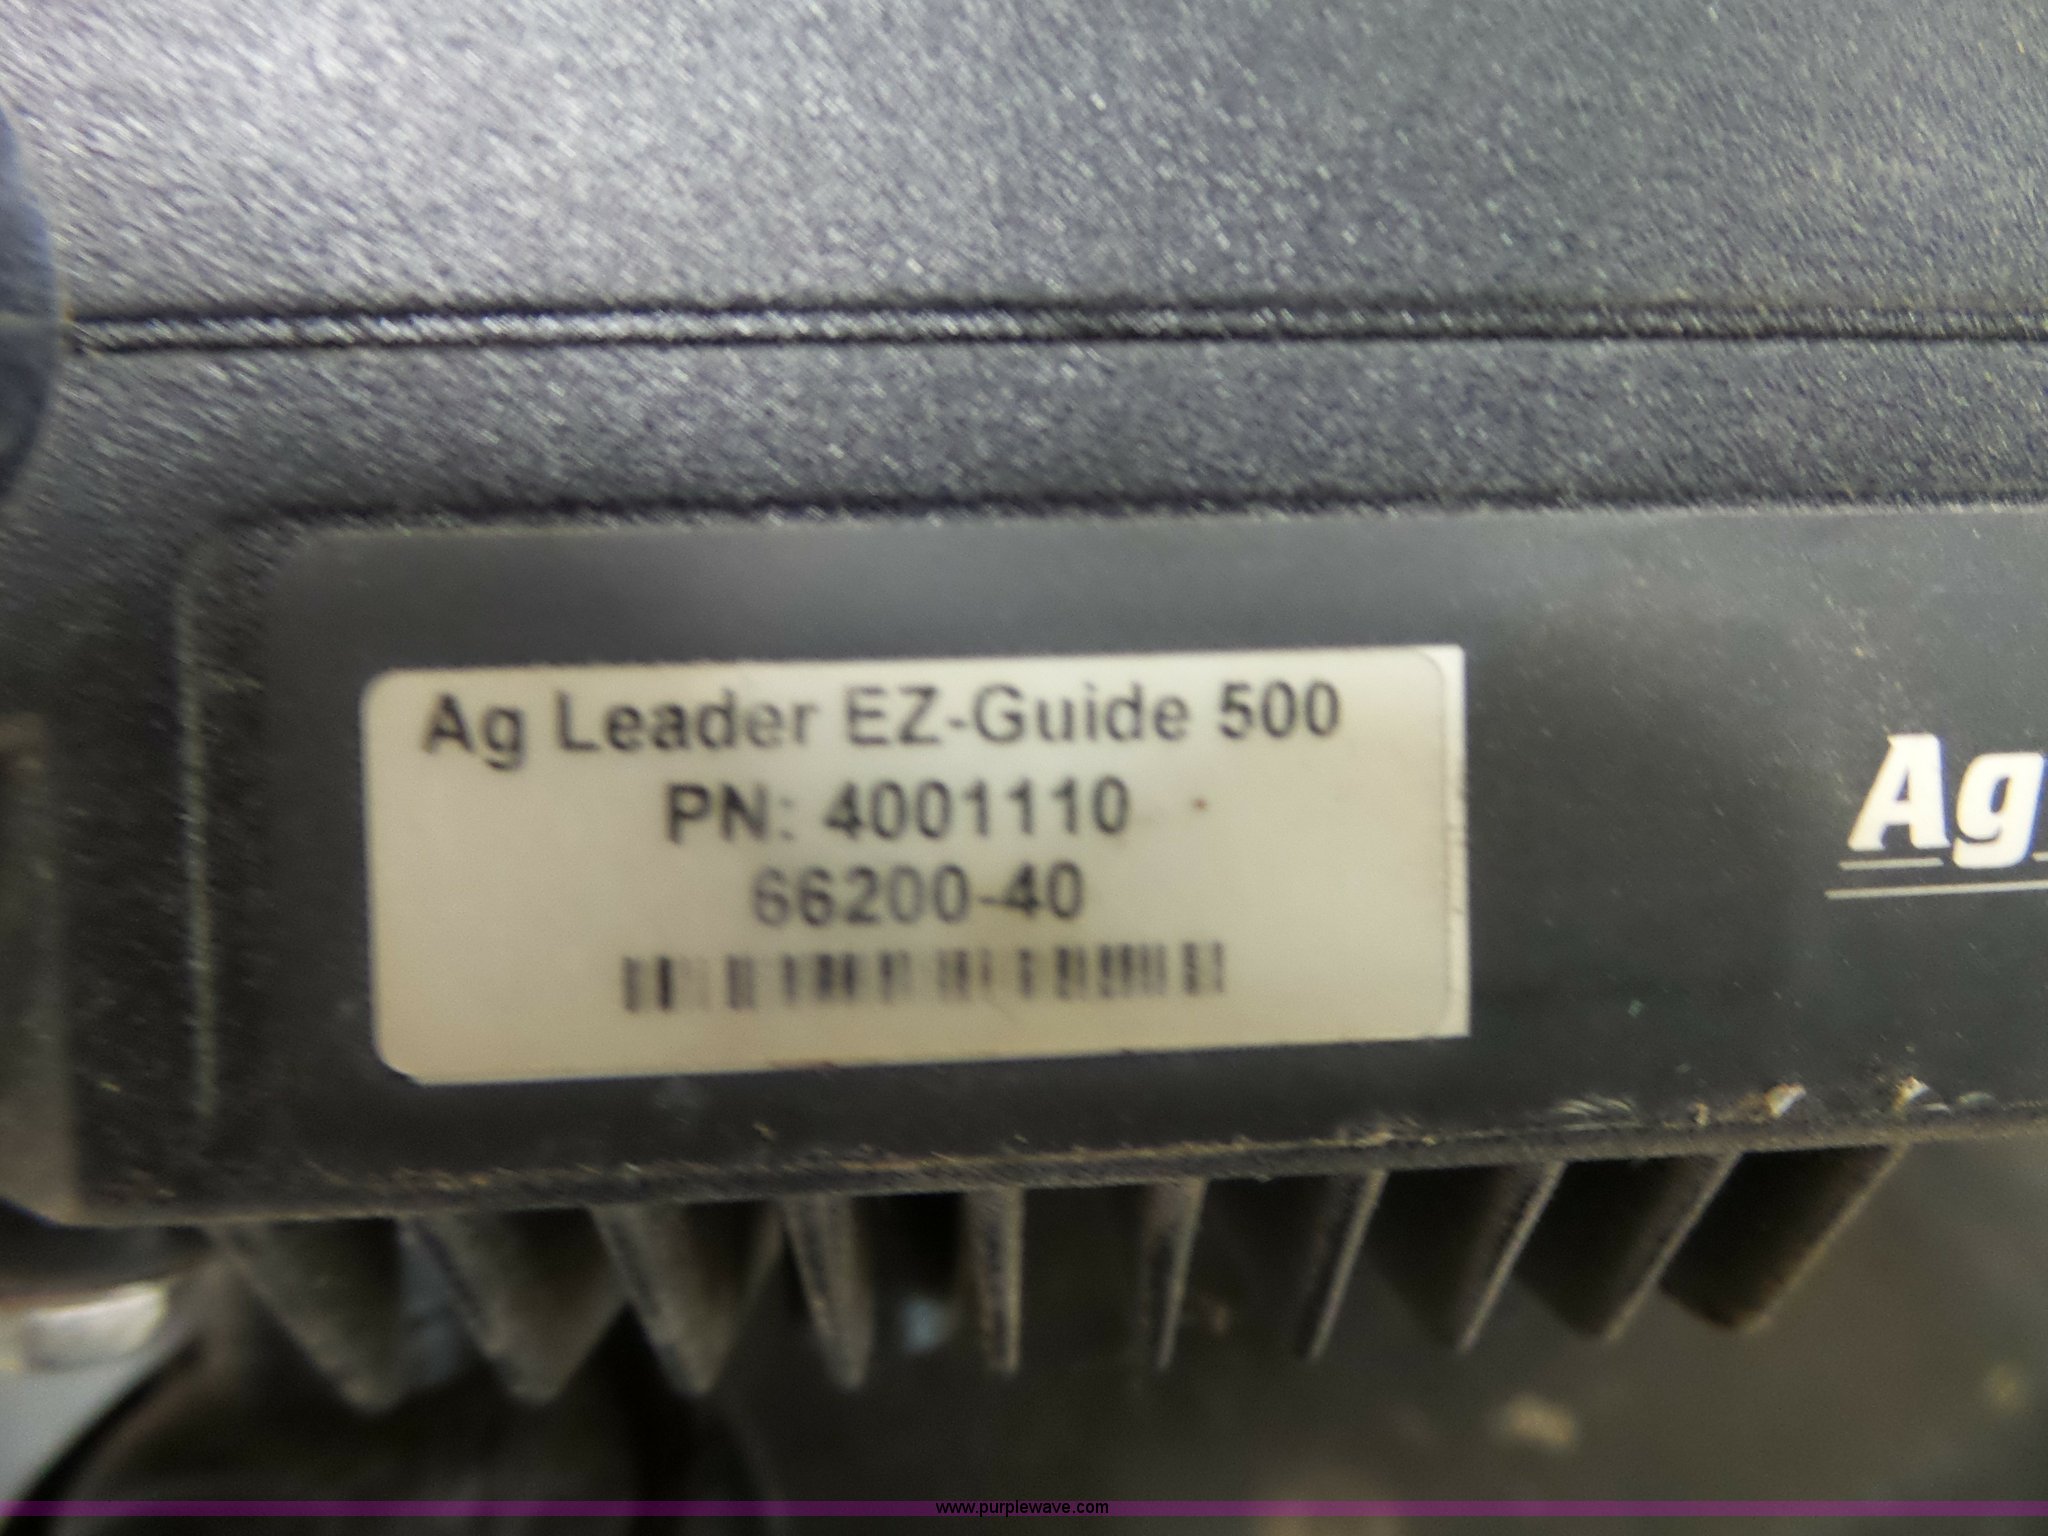 Ag Leader EZ-Guide 500
PN: 4001110
66200-40
Ag
www.purplewave.com